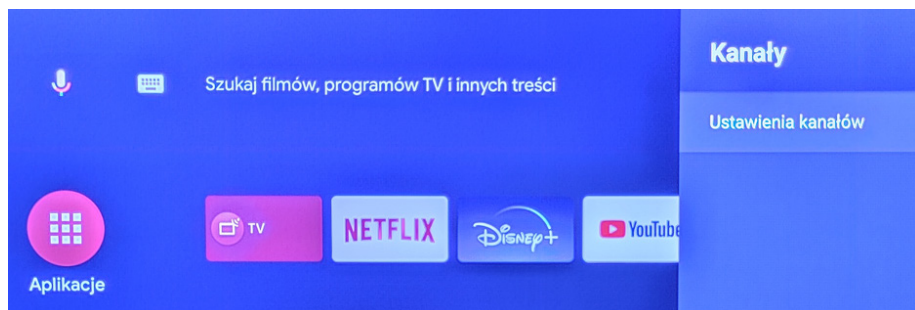 Szukaj filmów, programów TV i innych treści
Aplikacje
TV
NETFLIX
Disney+
YouTube
Kanały
Ustawienia kanałów